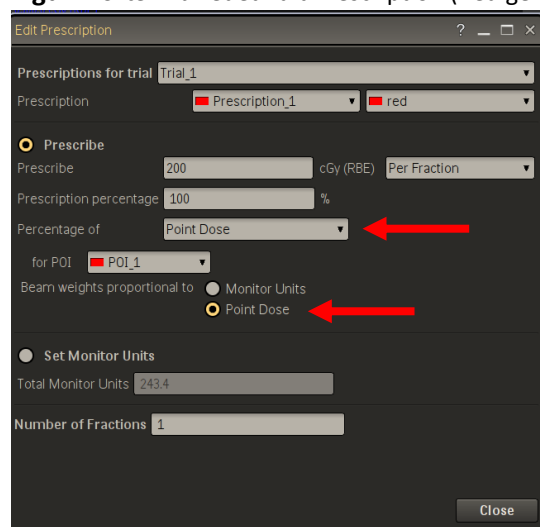 Edit Prescription ? _ □ ×
Prescriptions for trial Trial_1
Prescription Prescription_1 red
Prescribe
Prescribe 200 cGy (RBE) Per Fraction
Prescription percentage 100 %
Percentage of Point Dose
for POI POI_1
Beam weights proportional to Monitor Units
Point Dose
Set Monitor Units
Total Monitor Units 243.4
Number of Fractions 1
Close